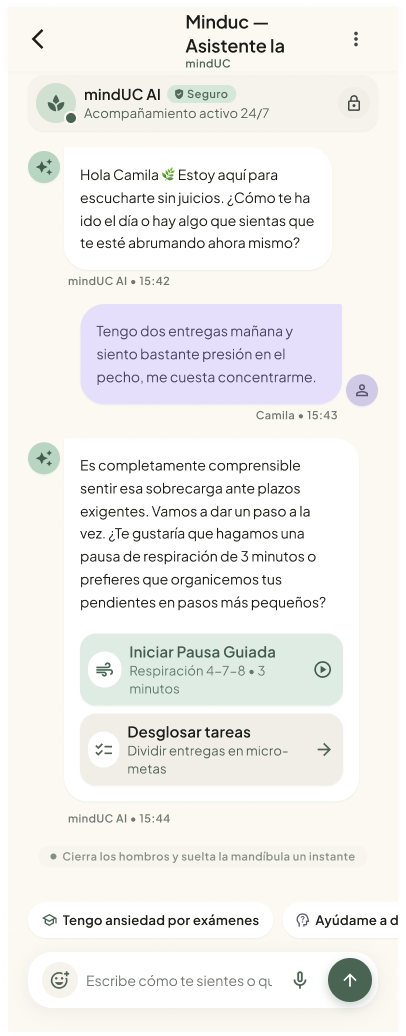 Minduc —
Asistente la
mindUC
mindUC AI Seguro
Acompañamiento activo 24/7
Hola Camila 🌿 Estoy aquí para
escucharte sin juicios. ¿Cómo te ha
ido el día o hay algo que sientas que
te esté abrumando ahora mismo?
mindUC AI • 15:42
Tengo dos entregas mañana y
siento bastante presión en el
pecho, me cuesta concentrarme.
Camila • 15:43
Es completamente comprensible
sentir esa sobrecarga ante plazos
exigentes. Vamos a dar un paso a la
vez. ¿Te gustaría que hagamos una
pausa de respiración de 3 minutos o
prefieres que organicemos tus
pendientes en pasos más pequeños?
Iniciar Pausa Guiada
Respiración 4–7–8 • 3
minutos
Desglosar tareas
Dividir entregas en micro-
metas
mindUC AI • 15:44
Cierra los hombros y suelta la mandíbula un instante
Tengo ansiedad por exámenes
Ayúdame a d
Escribe cómo te sientes o qu